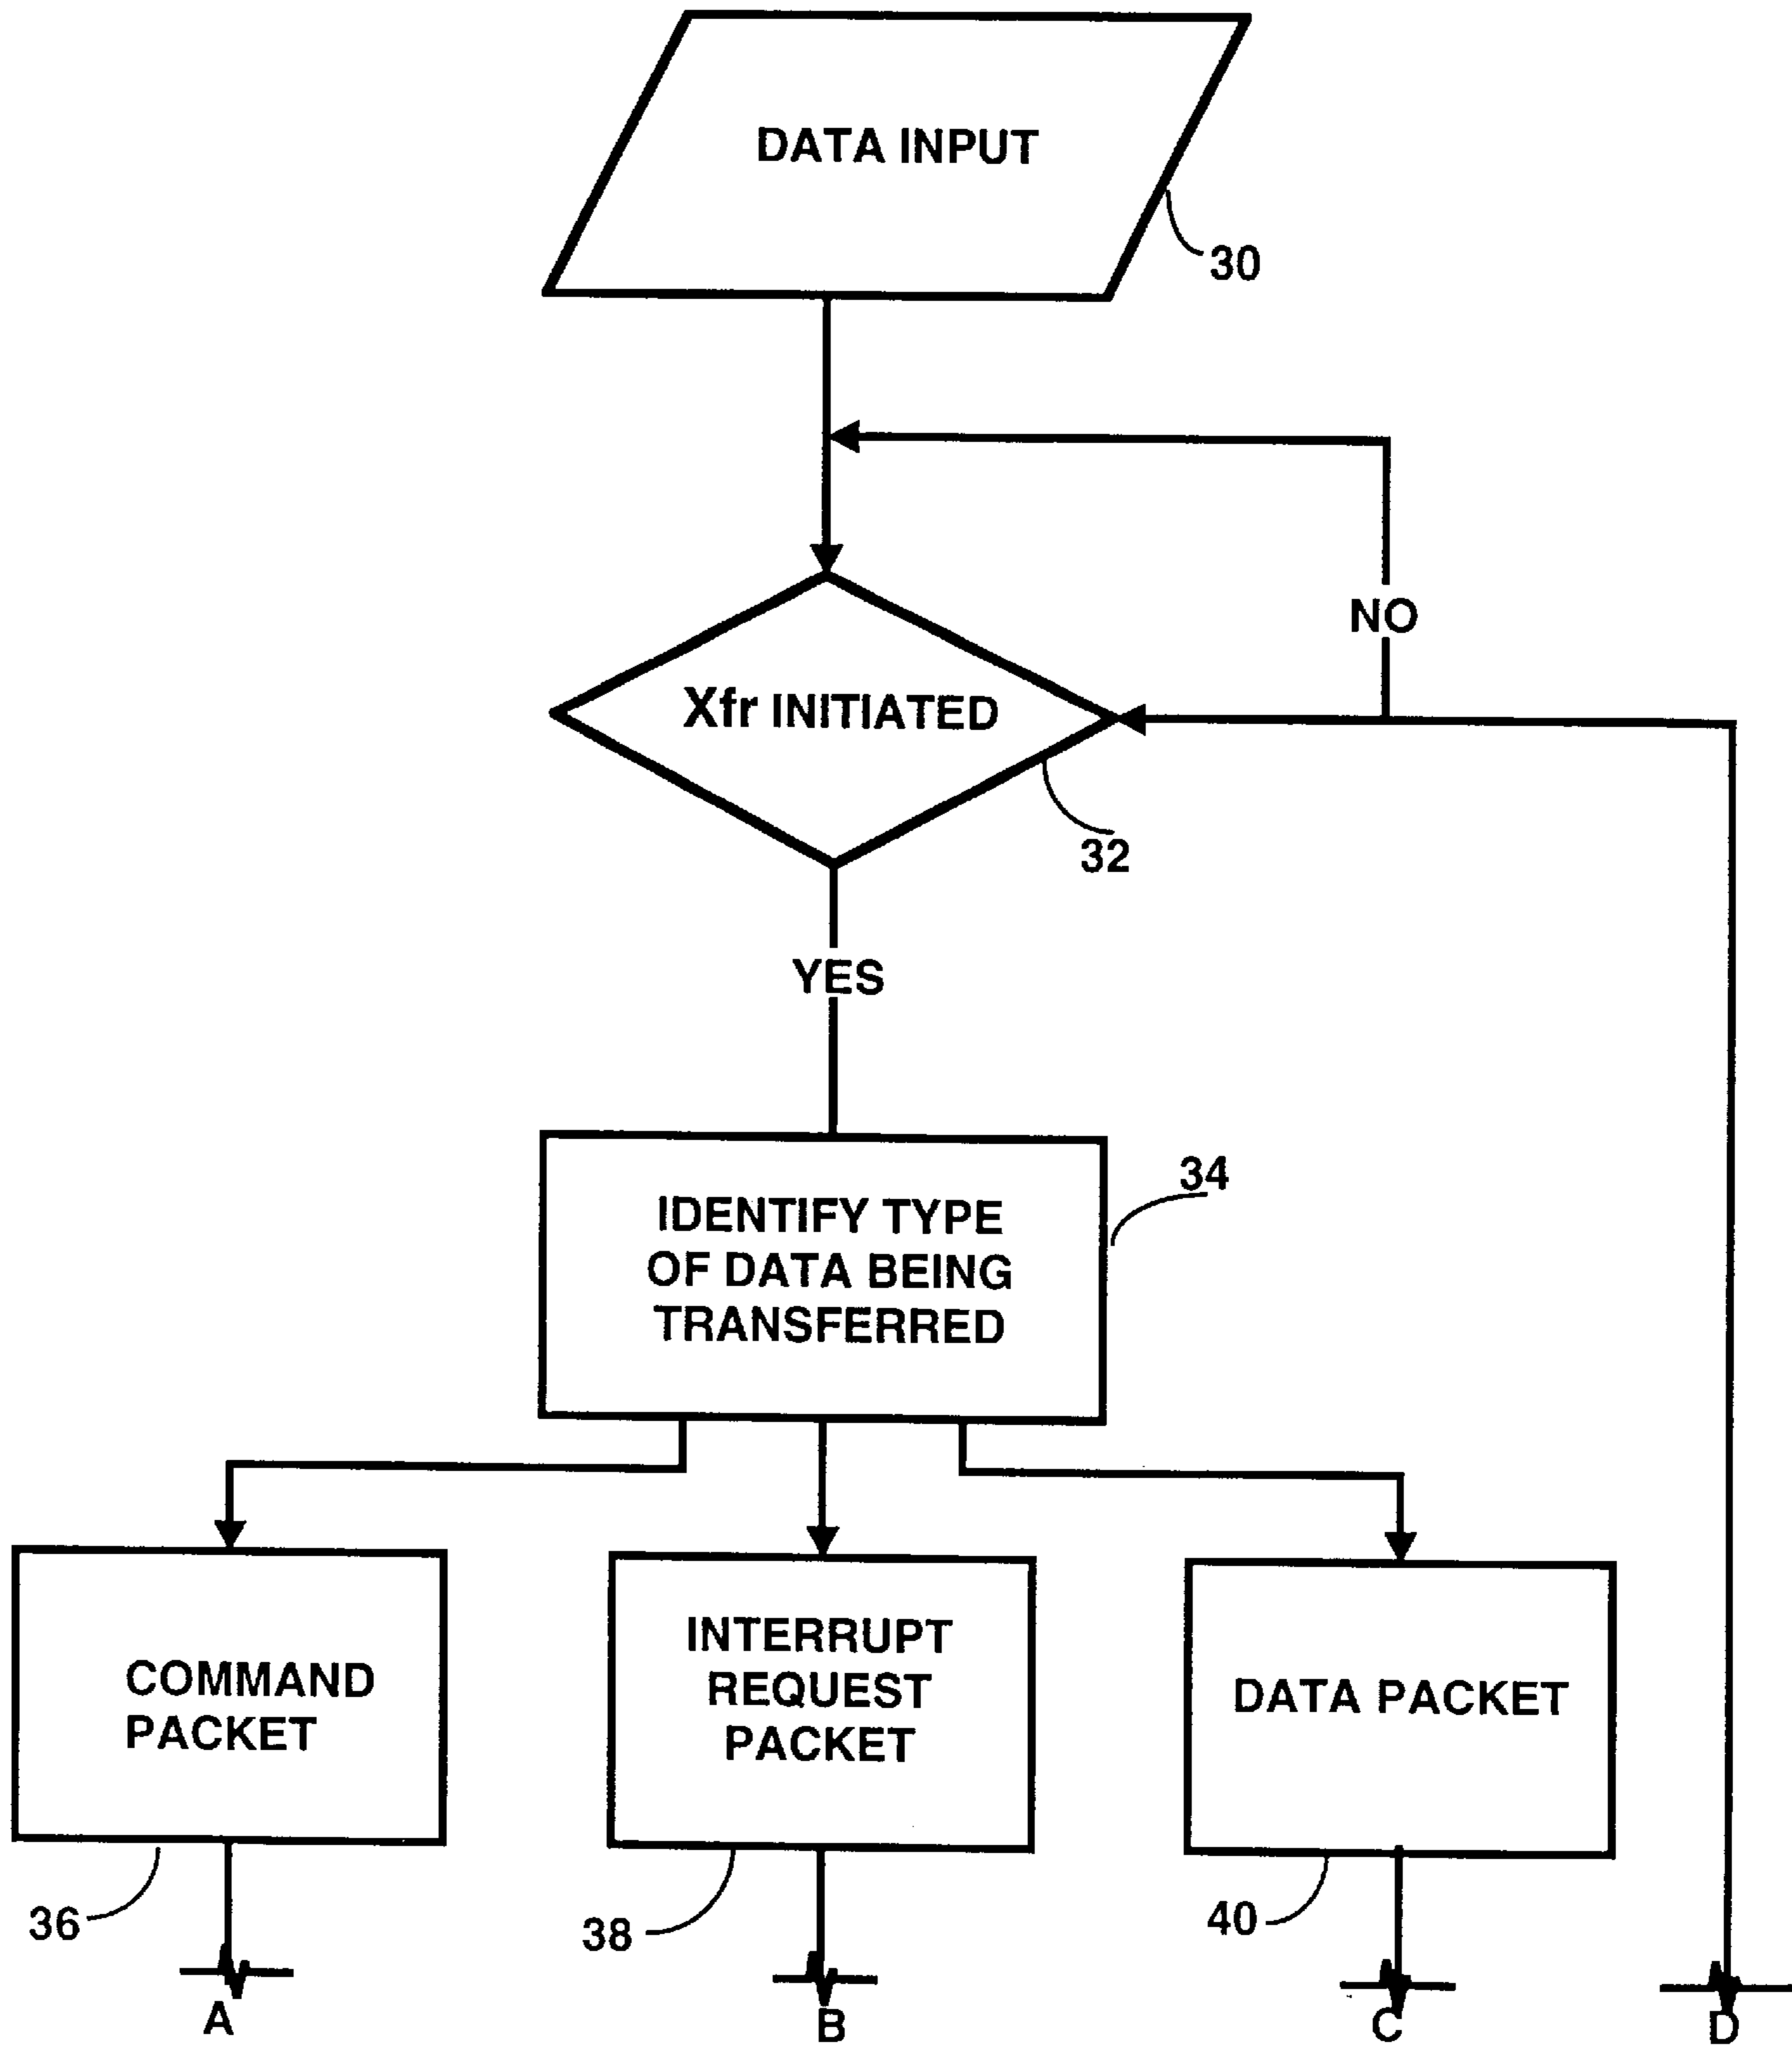 DATA INPUT
30
NO
Xfr INITIATED
32
YES
34
IDENTIFY TYPE
OF DATA BEING
TRANSFERRED
COMMAND
PACKET
INTERRUPT
REQUEST
PACKET
DATA PACKET
36
38
40
A
B
C
D